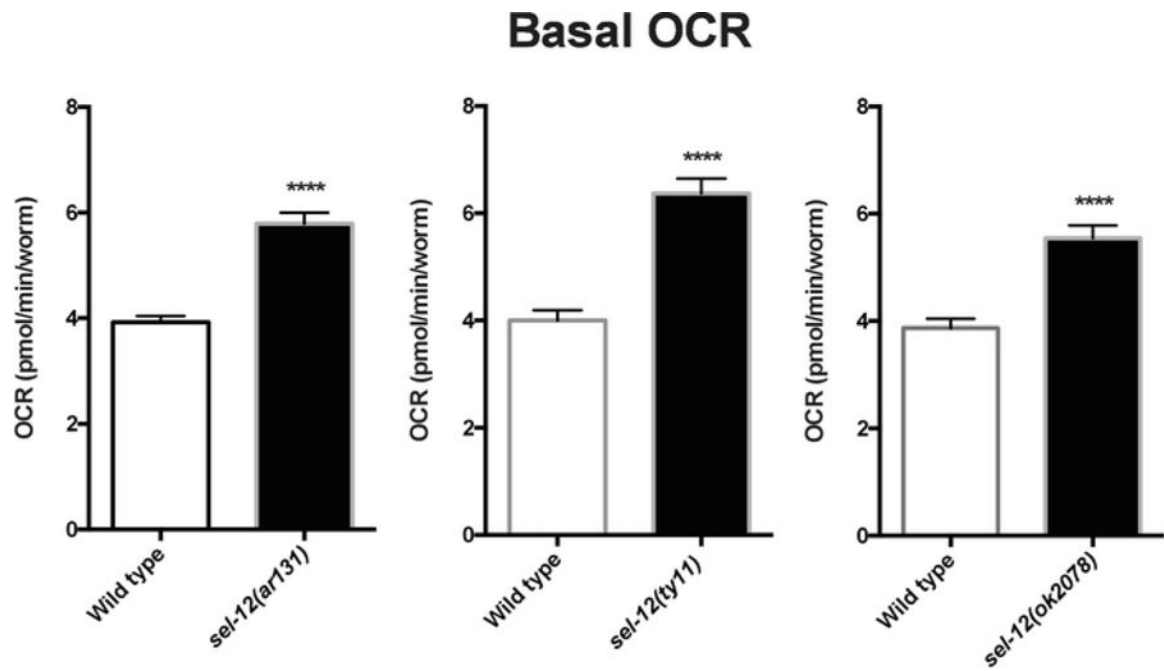 Basal OCR
OCR (pmol/min/worm)
8
6
4
2
0
****
Wild type
sel-12(ar131)
OCR (pmol/min/worm)
8
6
4
2
0
****
Wild type
sel-12(ty11)
OCR (pmol/min/worm)
8
6
4
2
0
****
Wild type
sel-12(ok2078)